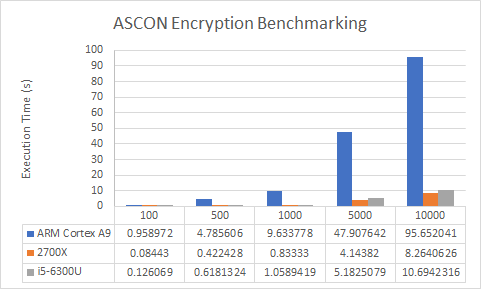 ASCON Encryption Benchmarking
Execution Time (s)
100
90
80
70
60
50
40
30
20
10
0
100 500 1000 5000 10000
ARM Cortex A9 0.958972 4.785606 9.633778 47.907642 95.652041
2700X 0.08443 0.422428 0.83333 4.14382 8.2640626
i5-6300U 0.126069 0.6181324 1.0589419 5.1825079 10.6942316